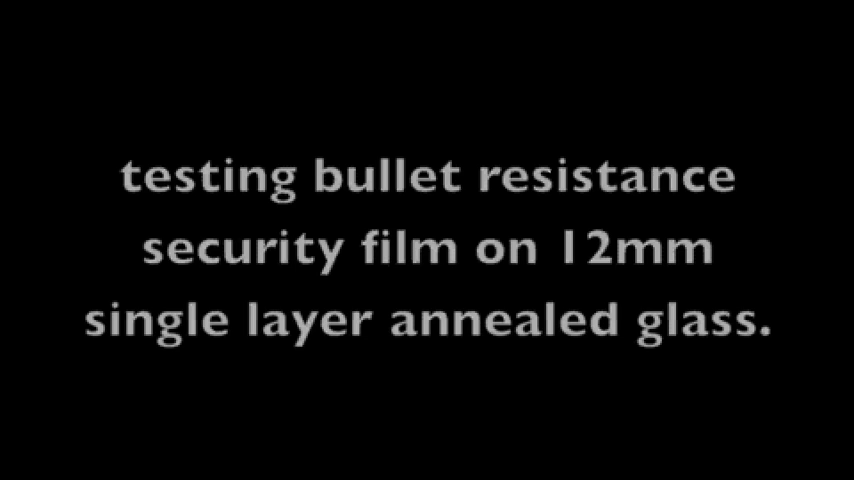 testing bullet resistance
security film on 12mm
single layer annealed glass.